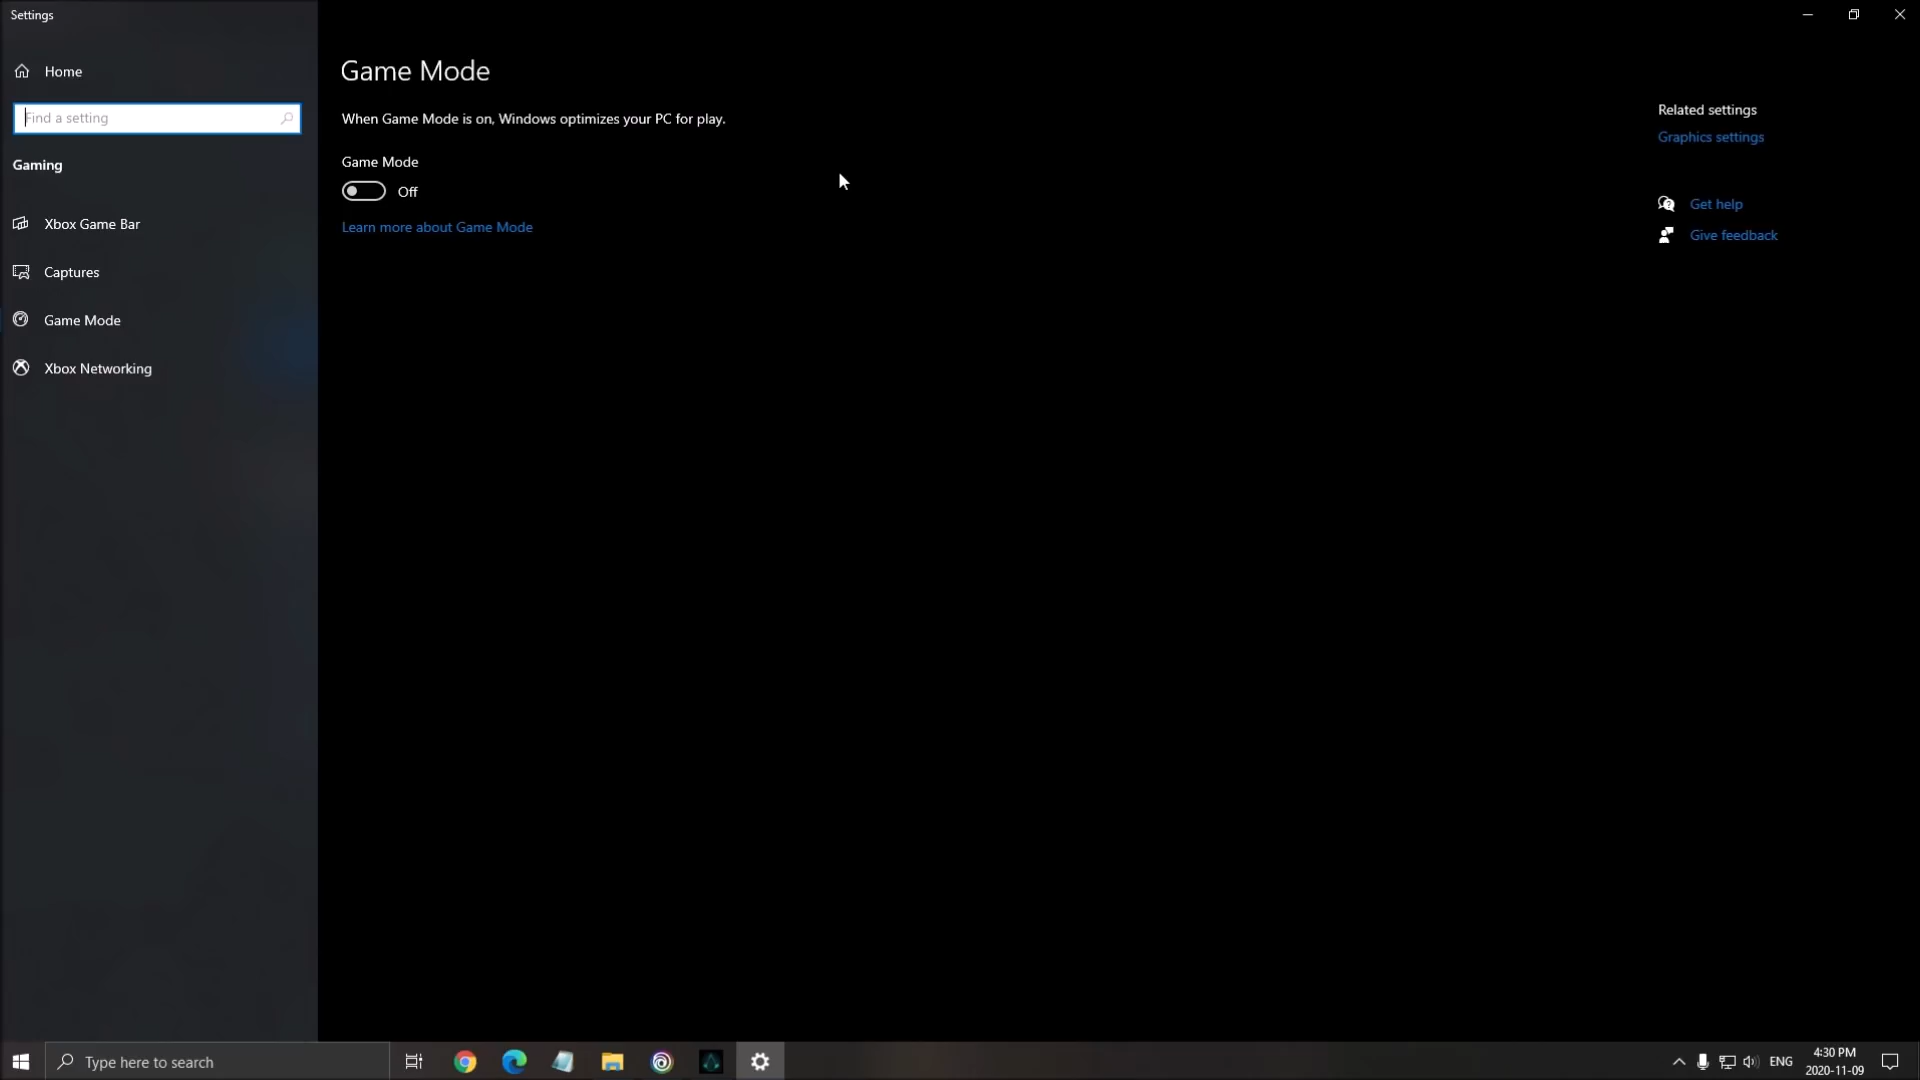 Settings
Home
Find a setting
Gaming
Xbox Game Bar
Captures
Game Mode
Xbox Networking
Game Mode
When Game Mode is on, Windows optimizes your PC for play.
Game Mode
Off
Learn more about Game Mode
Related settings
Graphics settings
Get help
Give feedback
Type here to search
ENG
4:30 PM
2020-11-09